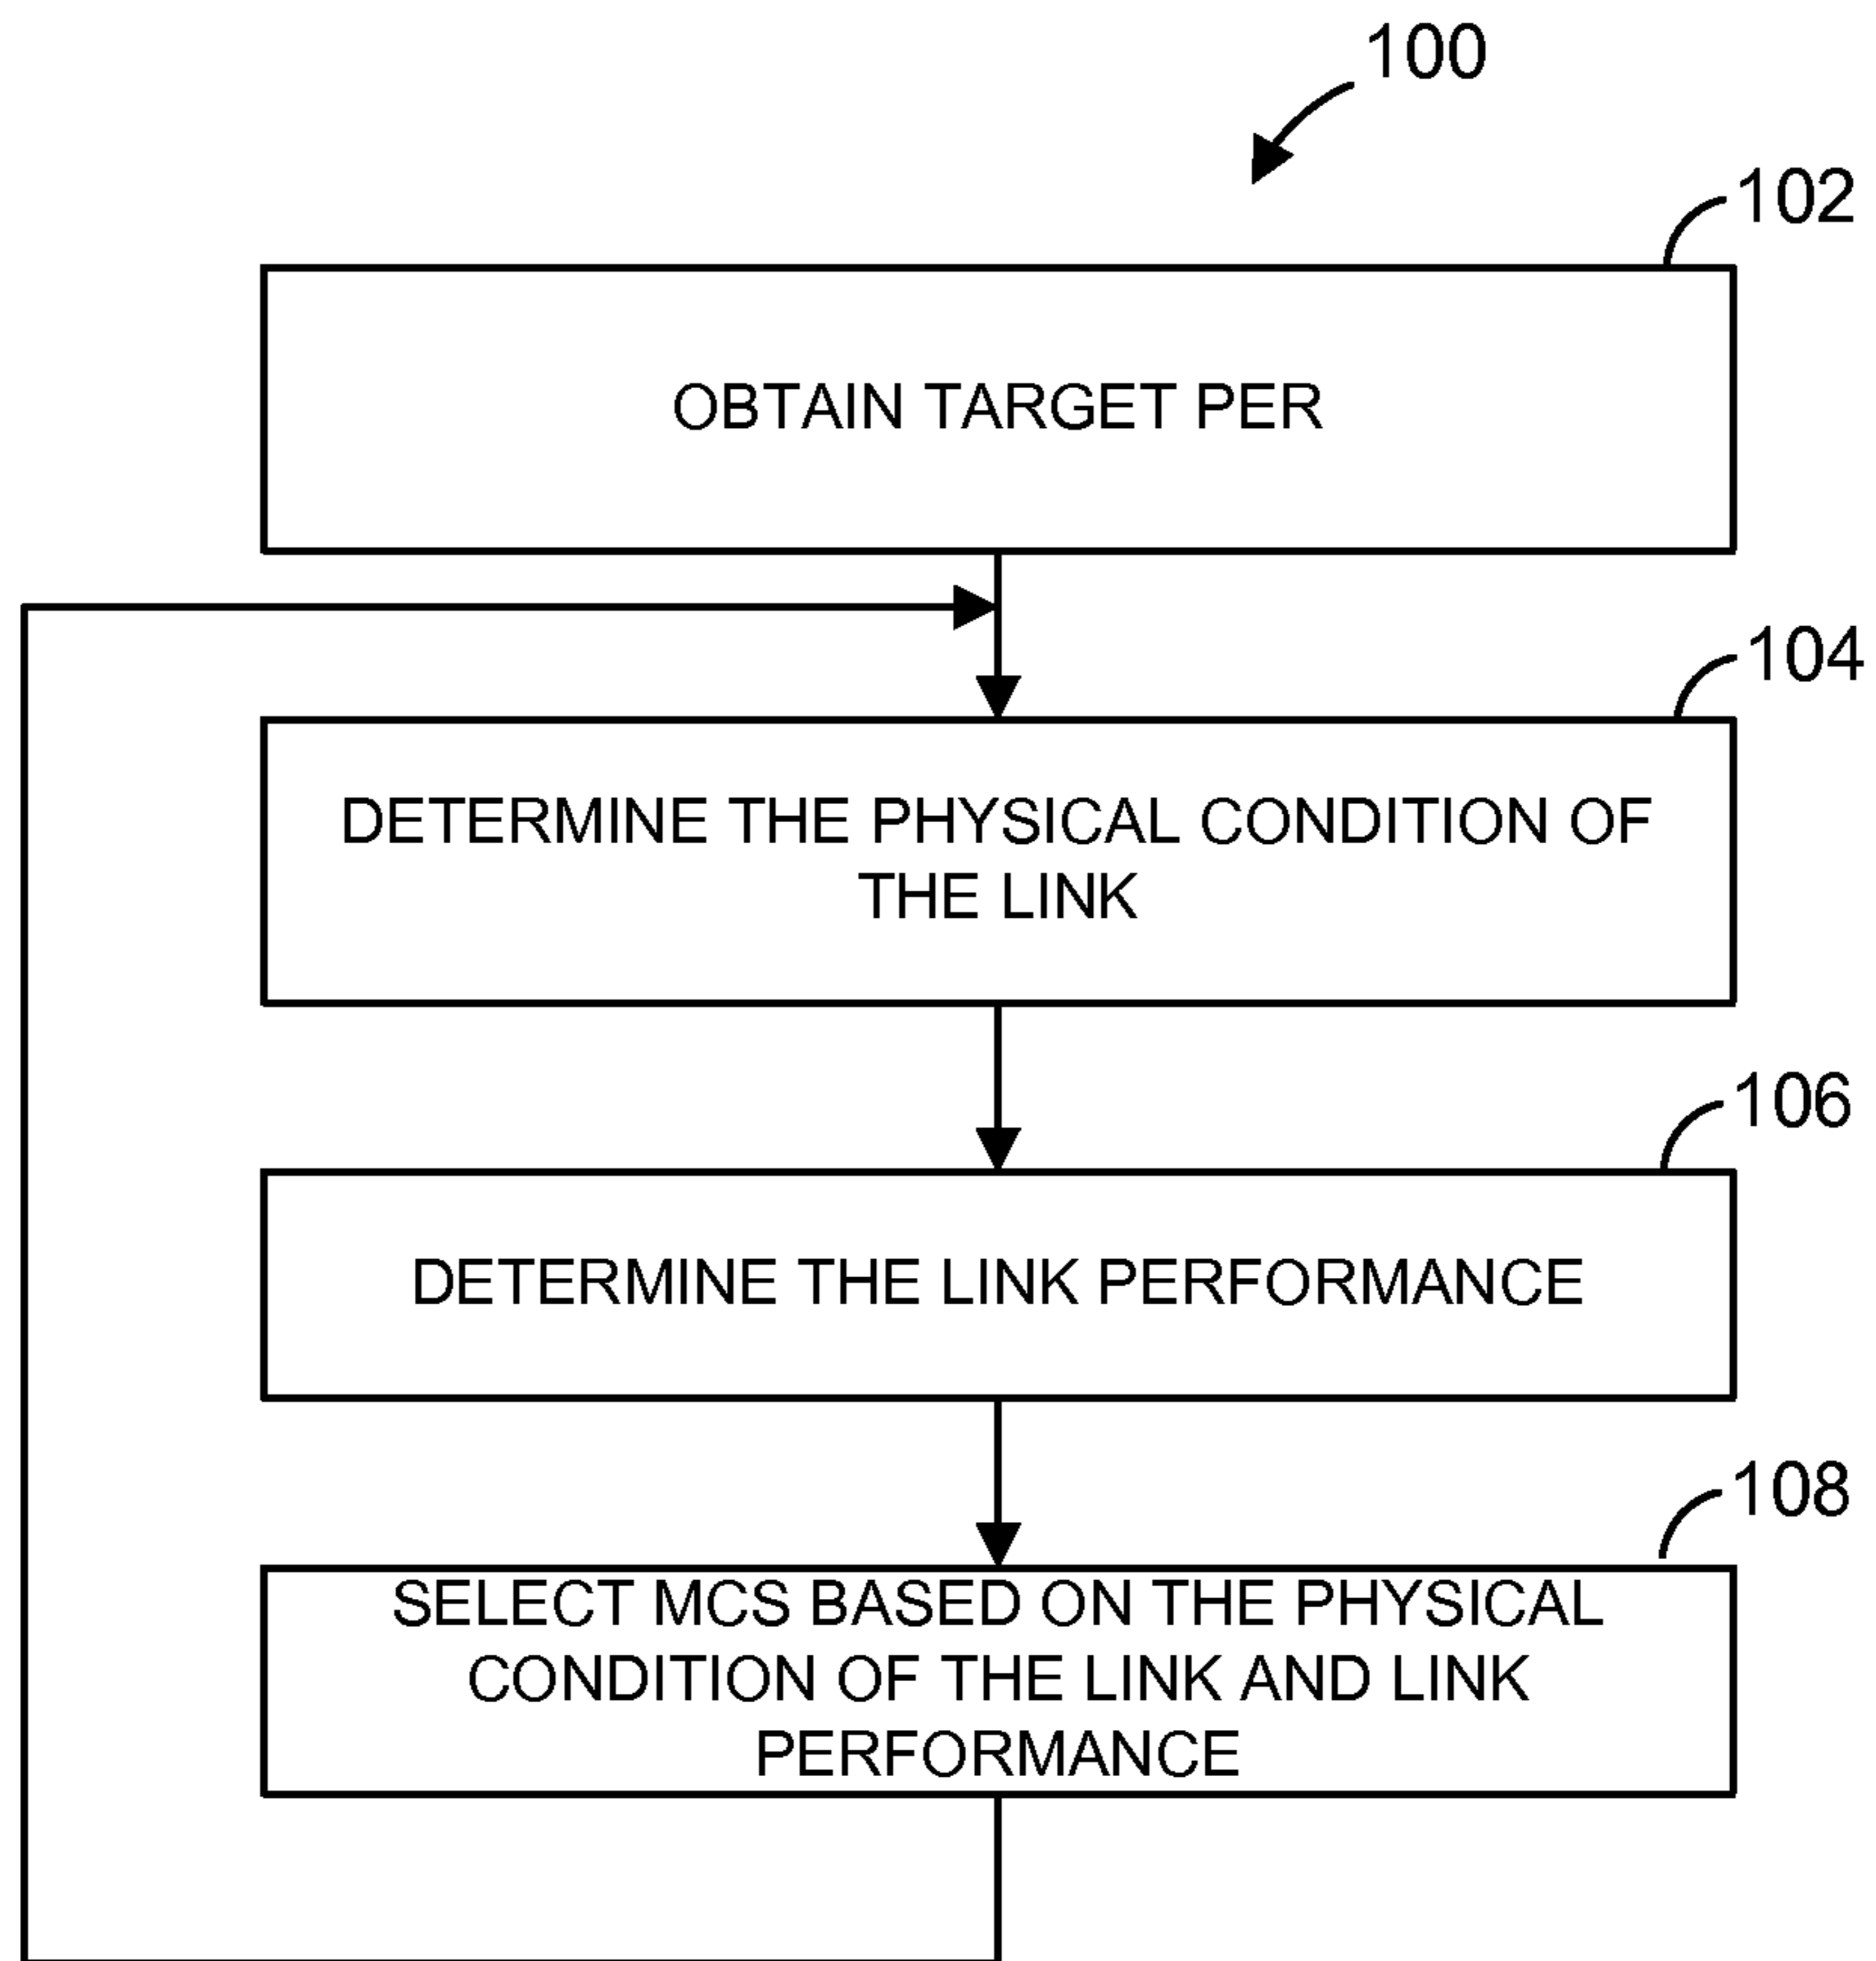 100
102
OBTAIN TARGET PER
104
DETERMINE THE PHYSICAL CONDITION OF
THE LINK
106
DETERMINE THE LINK PERFORMANCE
108
SELECT MCS BASED ON THE PHYSICAL
CONDITION OF THE LINK AND LINK
PERFORMANCE